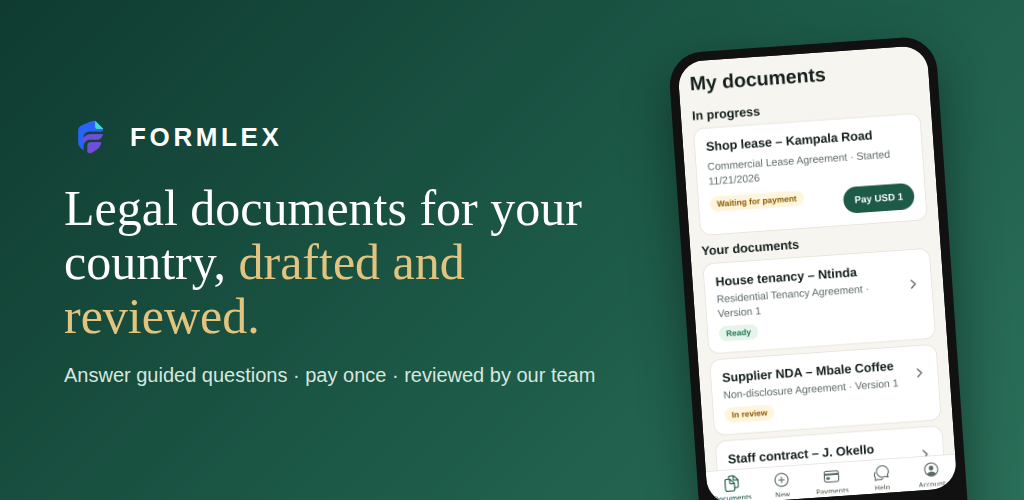 FORMLEX
Legal documents for your
country, drafted and
reviewed.
Answer guided questions · pay once · reviewed by our team
My documents
In progress
Shop lease – Kampala Road
Commercial Lease Agreement · Started
11/21/2026
Waiting for payment
Pay USD 1
Your documents
House tenancy – Ntinda
Residential Tenancy Agreement ·
Version 1
Ready
Supplier NDA – Mbale Coffee
Non-disclosure Agreement · Version 1
In review
Staff contract – J. Okello
Documents
New
Payments
Help
Account